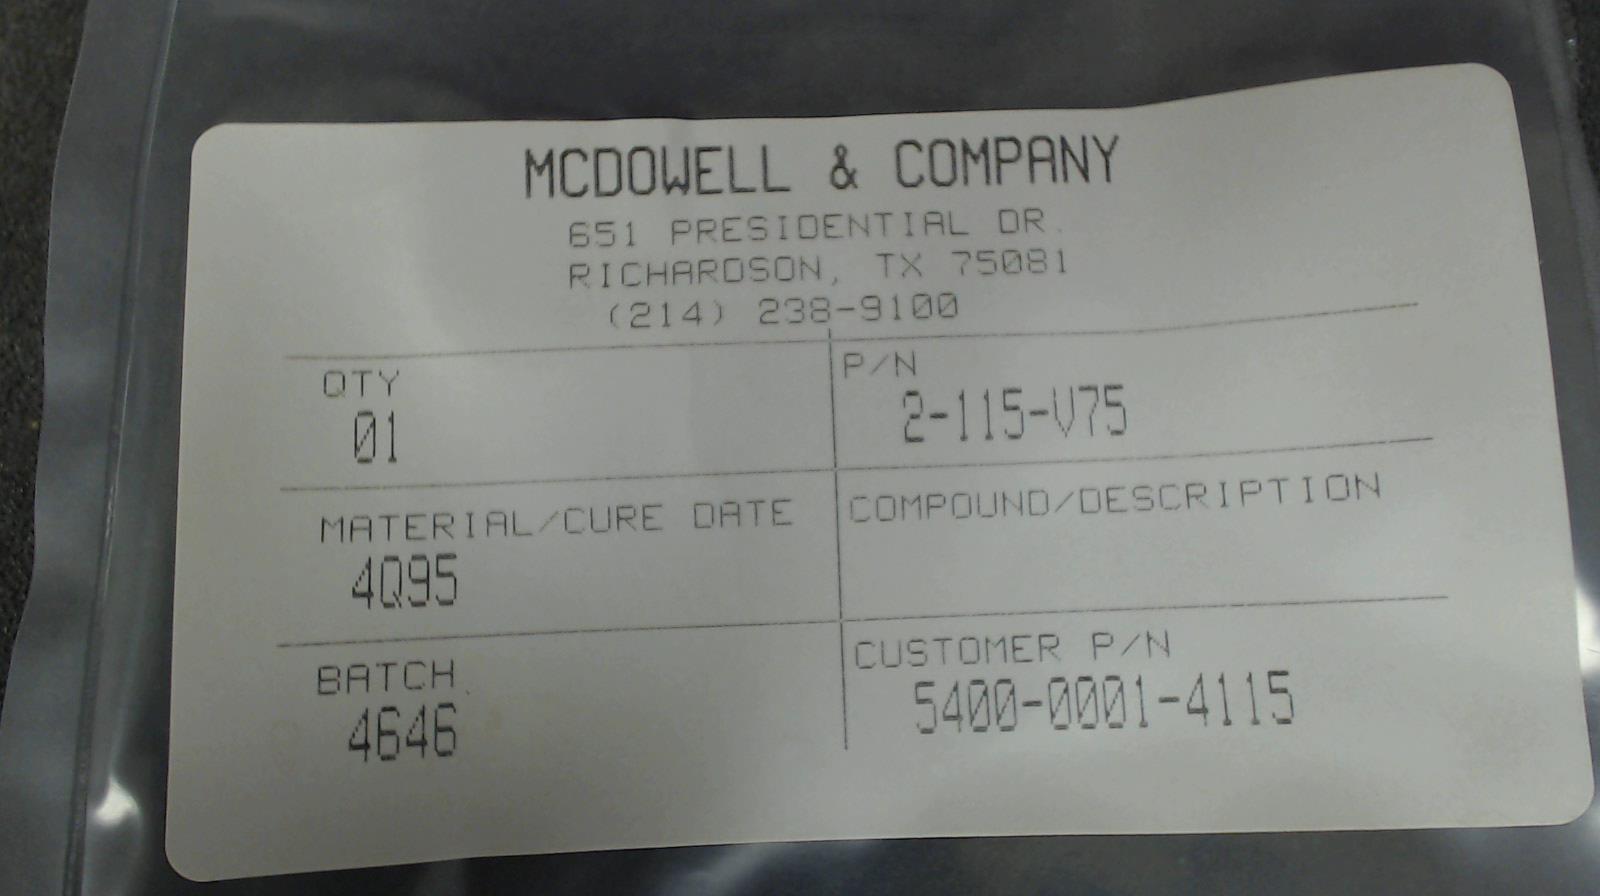 MCDOWELL & COMPANY
651 PRESIDENTIAL DR.
RICHARDSON, TX 75081
(214) 238-9100
QTY
01
P/N
2-115-V75
MATERIAL/CURE DATE
4Q95
COMPOUND/DESCRIPTION
BATCH
4646
CUSTOMER P/N
5400-0001-4115